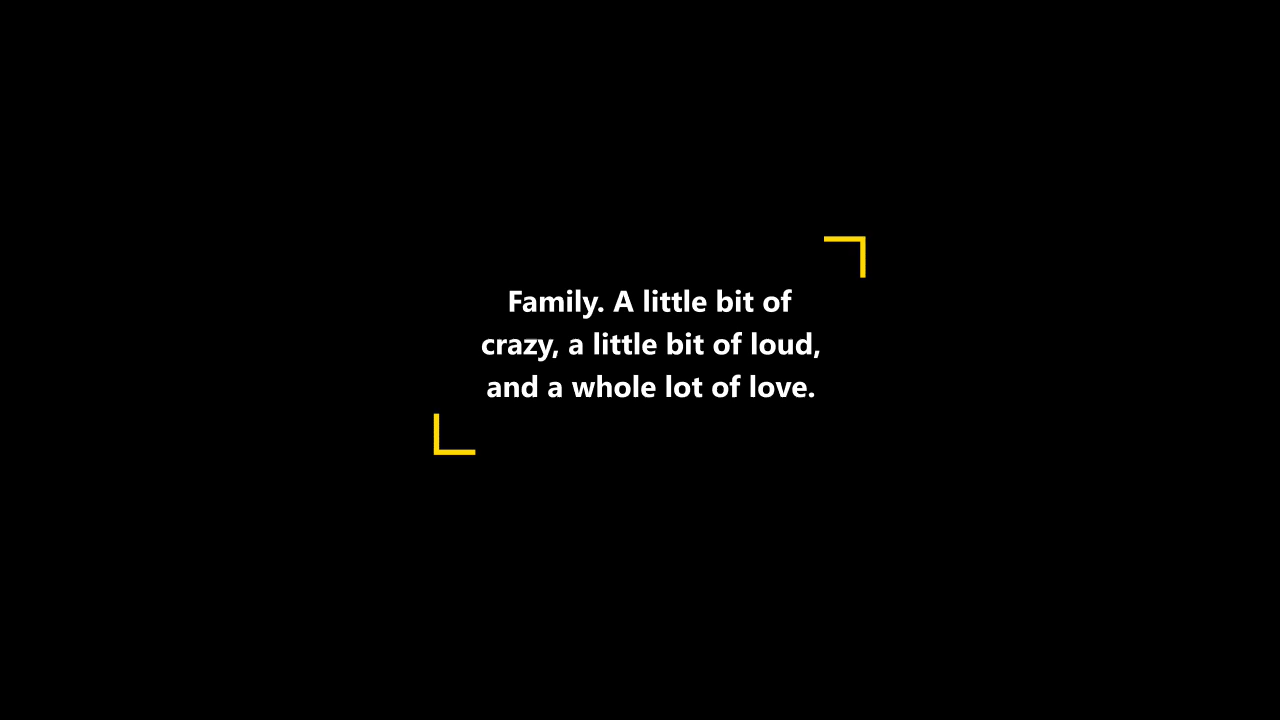 Family. A little bit of
crazy, a little bit of loud,
and a whole lot of love.